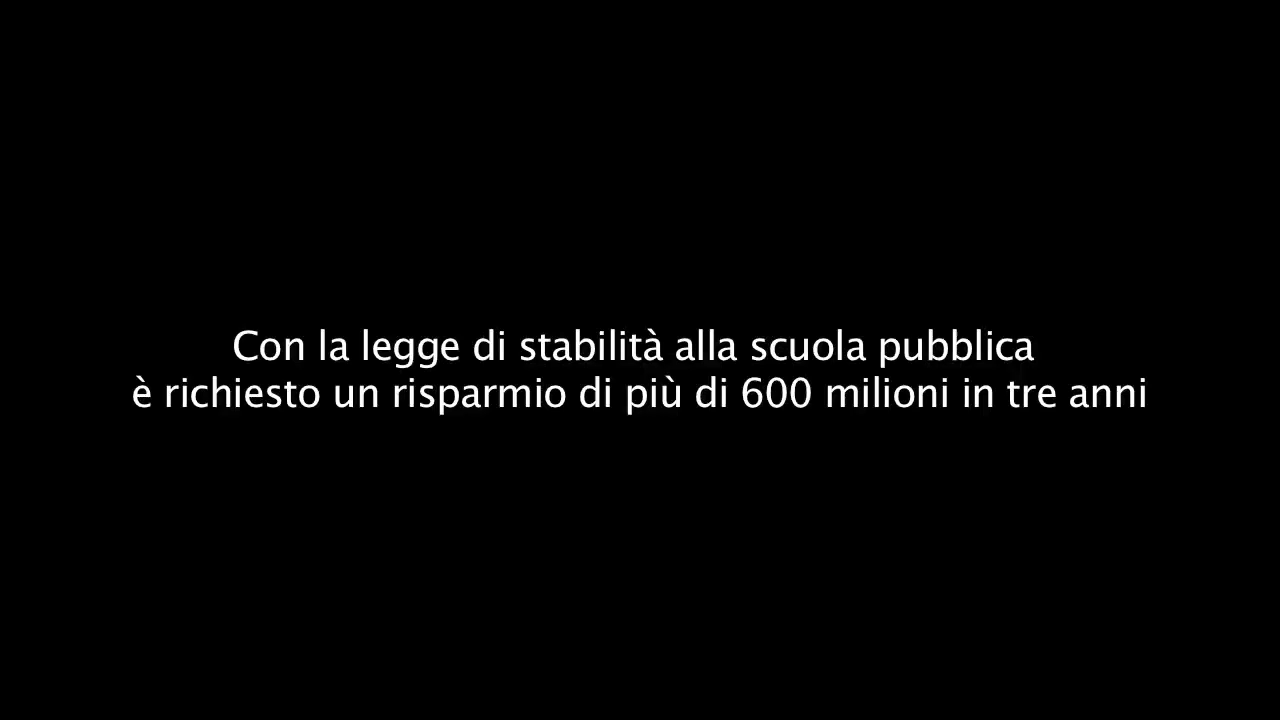 Con la legge di stabilità alla scuola pubblica
è richiesto un risparmio di più di 600 milioni in tre anni